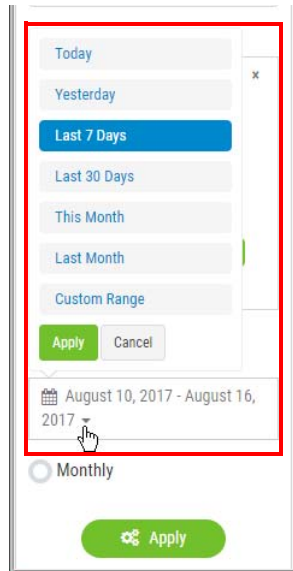 Today
x
Yesterday
Last 7 Days
Last 30 Days
This Month
Last Month
Custom Range
Apply Cancel
August 10, 2017 - August 16,
2017
Monthly
Apply